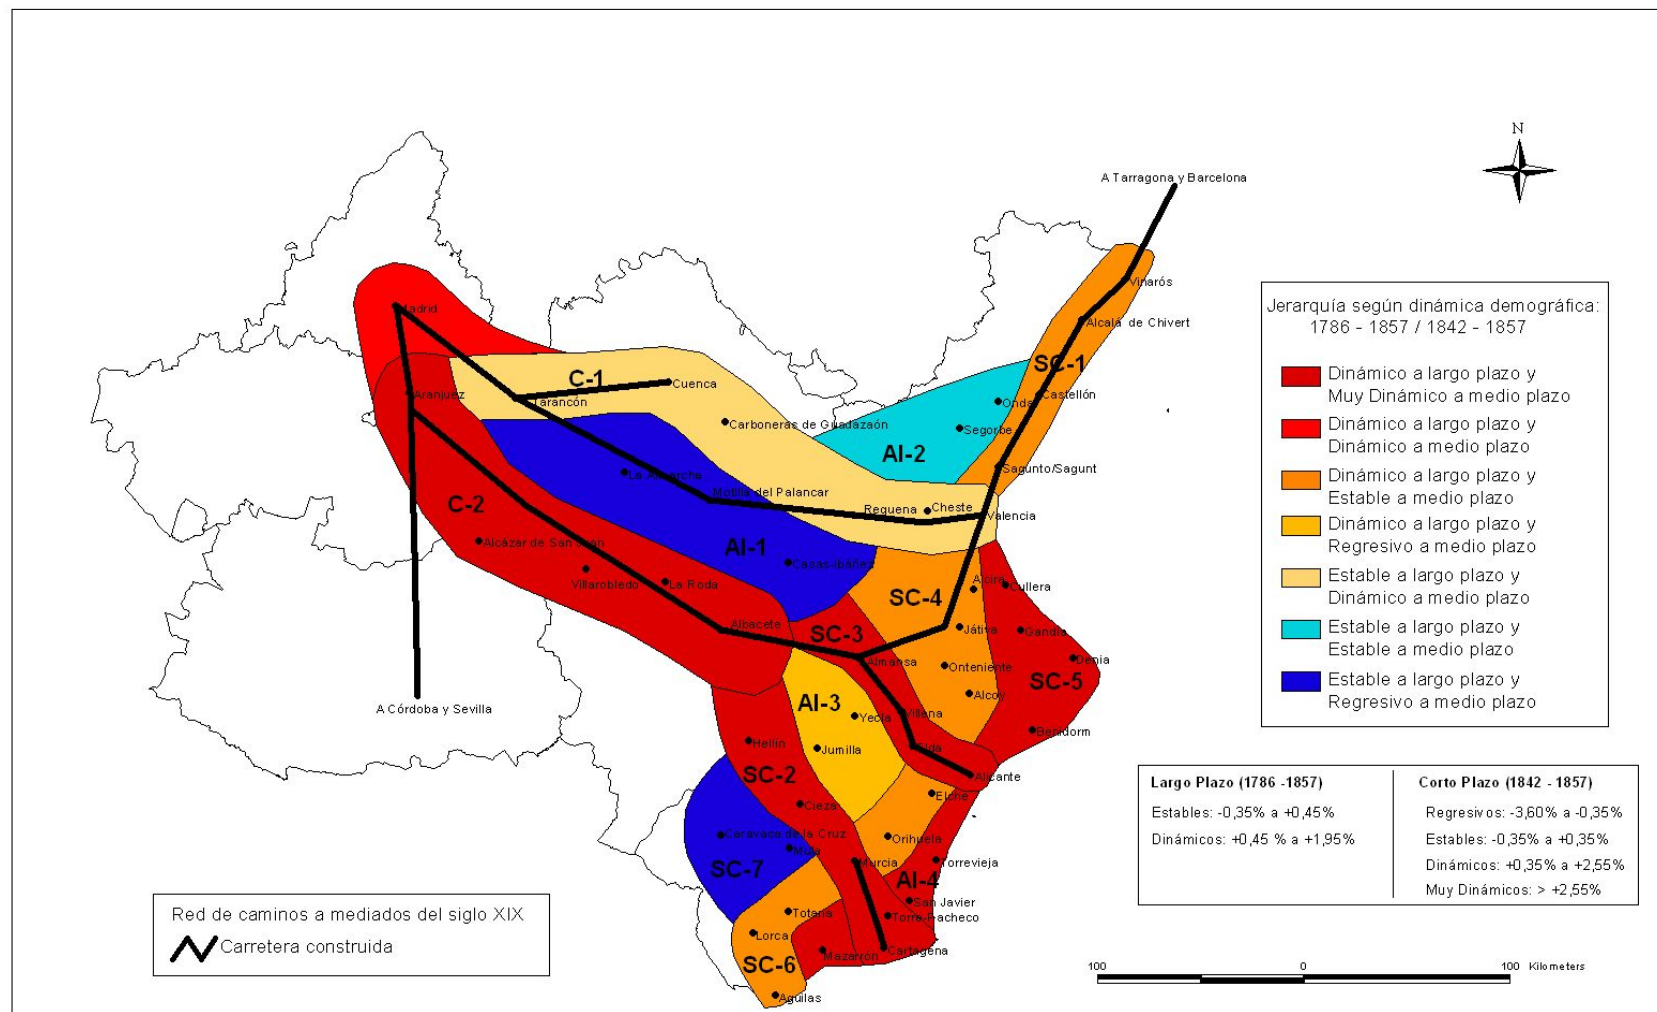 N
A Tarragona y Barcelona
Vinarós
Alcalá de Chivert
SC-1
Castellón
Onda
Segorbe
AI-2
Sagunto/Sagunt
Madrid
C-1
Cuenca
Aranjuez
Tarancón
Carboneras de Guadazaón
La Almarcha
Motilla del Palancar
Requena
Cheste
Valencia
C-2
Alcázar de San Juan
AI-1
Casas-Ibáñez
Villarobledo
La Roda
SC-4
Alcira
Cullera
Albacete
SC-3
Játiva
Gandía
Almansa
Onteniente
Denia
SC-5
Alcoy
A Córdoba y Sevilla
AI-3
Yecla
Villena
Benidorm
Hellín
Jumilla
Elda
SC-2
Alicante
Cieza
Elche
Caravaca de la Cruz
Orihuela
Mula
SC-7
Murcia
Torrevieja
AI-4
San Javier
Totana
Torre-Pacheco
Lorca
Mazarrón
Cartagena
SC-6
Aguilas
Jerarquía según dinámica demográfica:
1786 - 1857 / 1842 - 1857
Dinámico a largo plazo y
Muy Dinámico a medio plazo
Dinámico a largo plazo y
Dinámico a medio plazo
Dinámico a largo plazo y
Estable a medio plazo
Dinámico a largo plazo y
Regresivo a medio plazo
Estable a largo plazo y
Dinámico a medio plazo
Estable a largo plazo y
Estable a medio plazo
Estable a largo plazo y
Regresivo a medio plazo
Largo Plazo (1786 -1857)
Estables: -0,35% a +0,45%
Dinámicos: +0,45 % a +1,95%
Corto Plazo (1842 - 1857)
Regresivos: -3,60% a -0,35%
Estables: -0,35% a +0,35%
Dinámicos: +0,35% a +2,55%
Muy Dinámicos: > +2,55%
Red de caminos a mediados del siglo XIX
Carretera construida
100 0 100 Kilometers